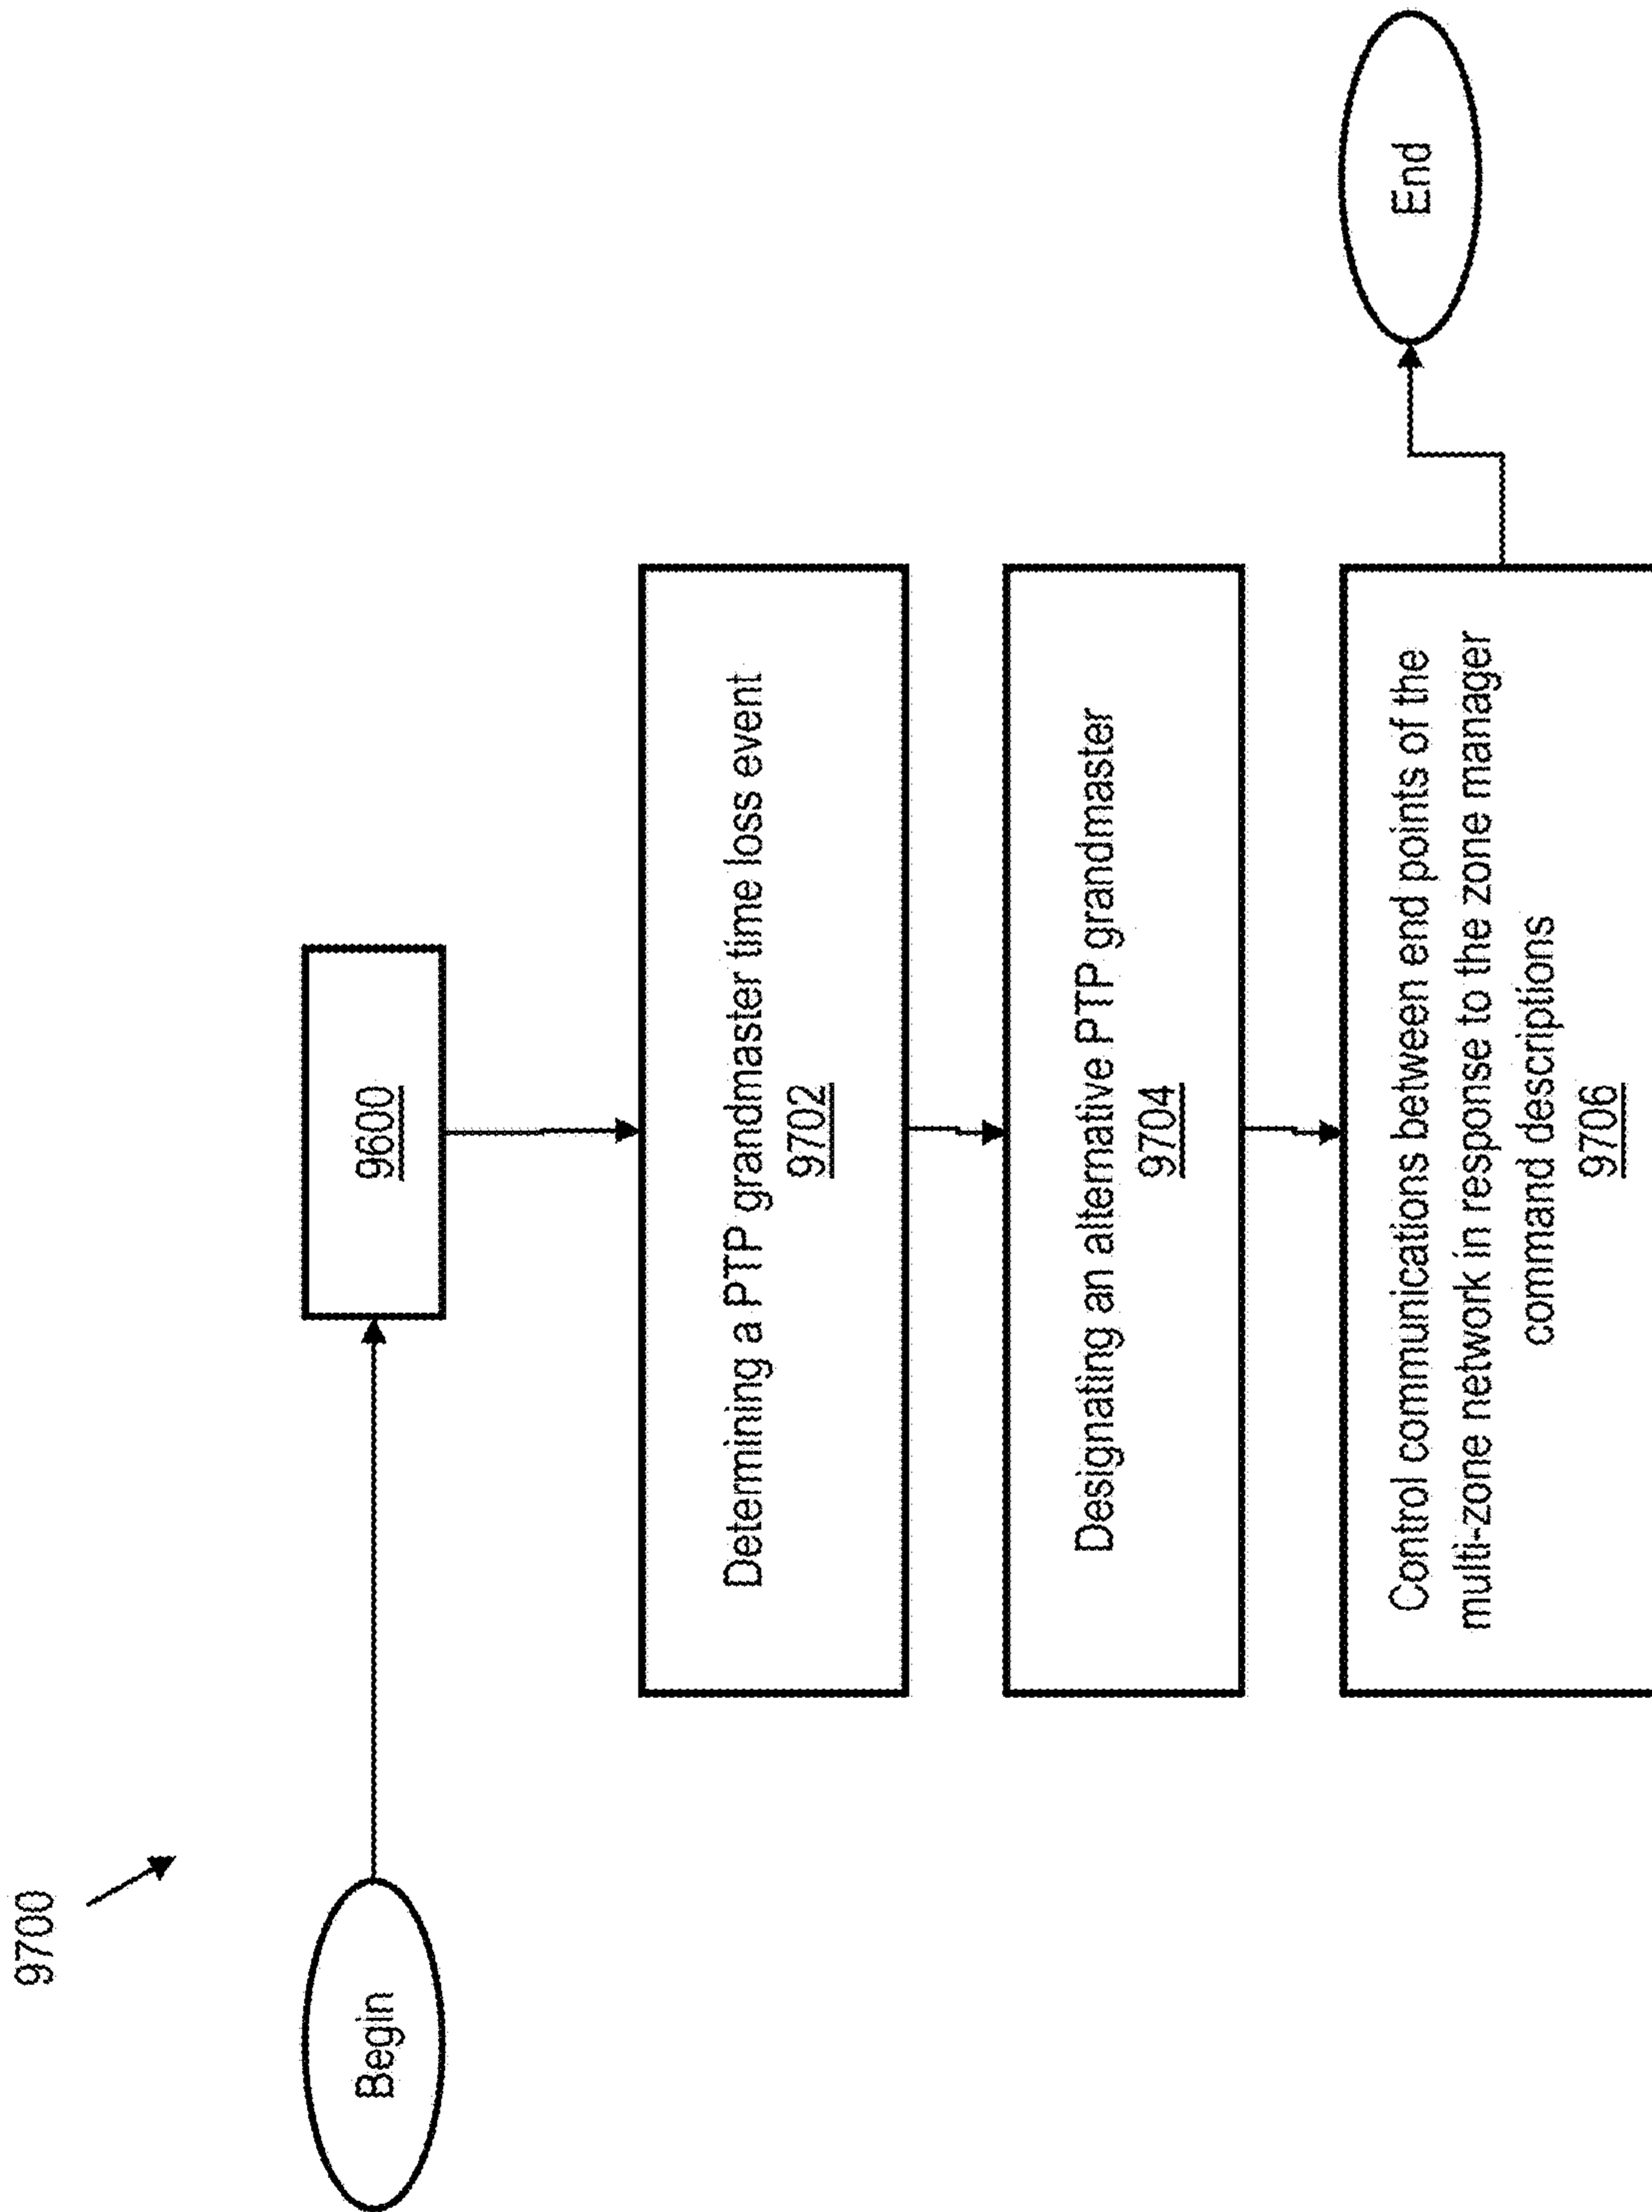 9700
Begin
9600
Determining a PTP grandmaster time loss event
9702
Designating an alternative PTP grandmaster
9704
Control communications between end points of the
multi-zone network in response to the zone manager
command descriptions
9706
End